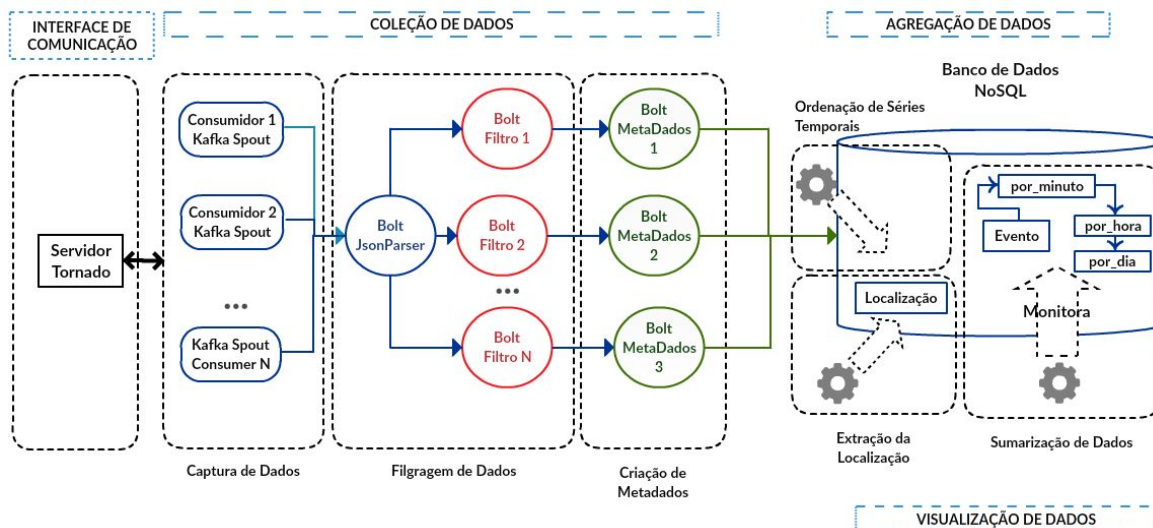 INTERFACE DE
COMUNICAÇÃO
COLEÇÃO DE DADOS
AGREGAÇÃO DE DADOS
Servidor
Tornado
Consumidor 1
Kafka Spout
Consumidor 2
Kafka Spout
...
Kafka Spout
Consumer N
Captura de Dados
Bolt
JsonParser
Bolt
Filtro 1
Bolt
Filtro 2
...
Bolt
Filtro N
Filgragem de Dados
Bolt
MetaDados
1
Bolt
MetaDados
2
Bolt
MetaDados
3
Criação de
Metadados
Banco de Dados
NoSQL
Ordenação de Séries
Temporais
Localização
Extração da
Localização
por_minuto
Evento
por_hora
por_dia
Monitora
Sumarização de Dados
VISUALIZAÇÃO DE DADOS